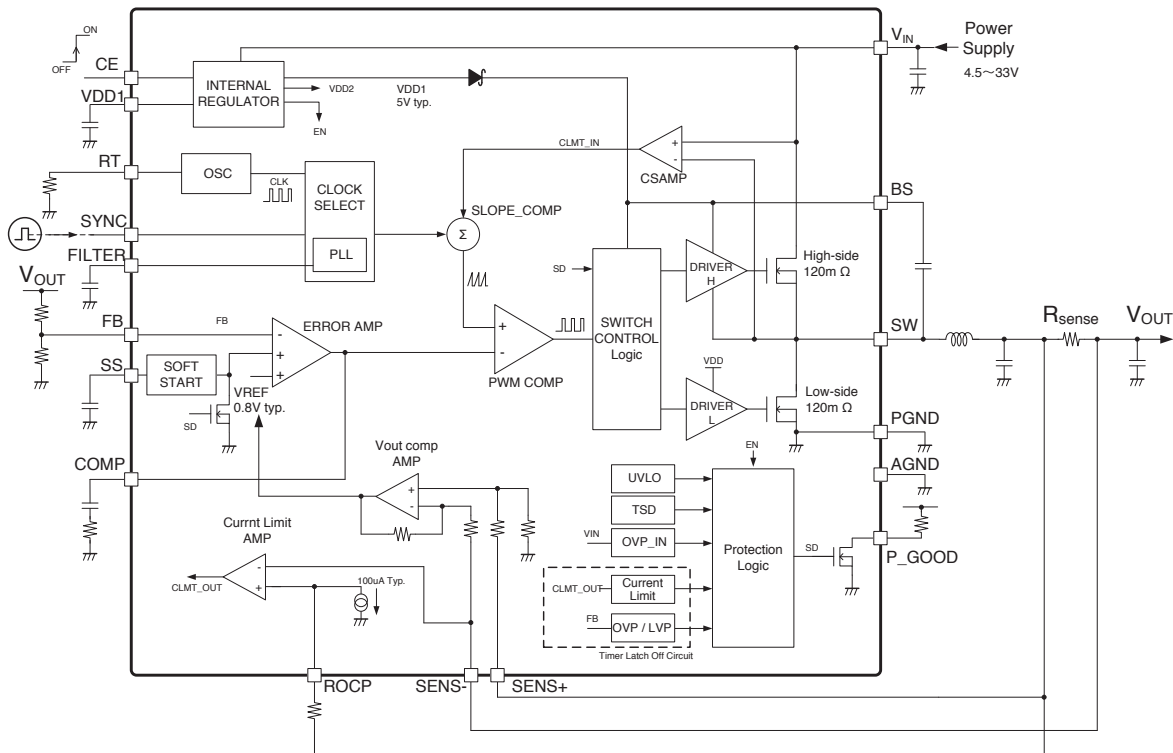 ON
OFF
CE
VDD1
RT
SYNC
FILTER
VOUT
FB
SS
COMP
INTERNAL
REGULATOR
VDD2
EN
VDD1
5V typ.
OSC
CLK
CLOCK
SELECT
PLL
CLMT_IN
+
-
CSAMP
SLOPE_COMP
Σ
FB
ERROR AMP
-
+
+
SOFT
START
SD
VREF
0.8V typ.
+
-
PWM COMP
SD
SWITCH
CONTROL
Logic
DRIVER
H
High-side
120m Ω
VDD
DRIVER
L
Low-side
120m Ω
VIN
Power
Supply
4.5～33V
BS
SW
Rsense
VOUT
PGND
AGND
P_GOOD
Vout comp
AMP
+
-
Currnt Limit
AMP
-
+
CLMT_OUT
100uA Typ.
EN
UVLO
TSD
VIN
OVP_IN
CLMT_OUT
Current
Limit
FB
OVP / LVP
Timer Latch Off Circuit
Protection
Logic
SD
ROCP
SENS-
SENS+